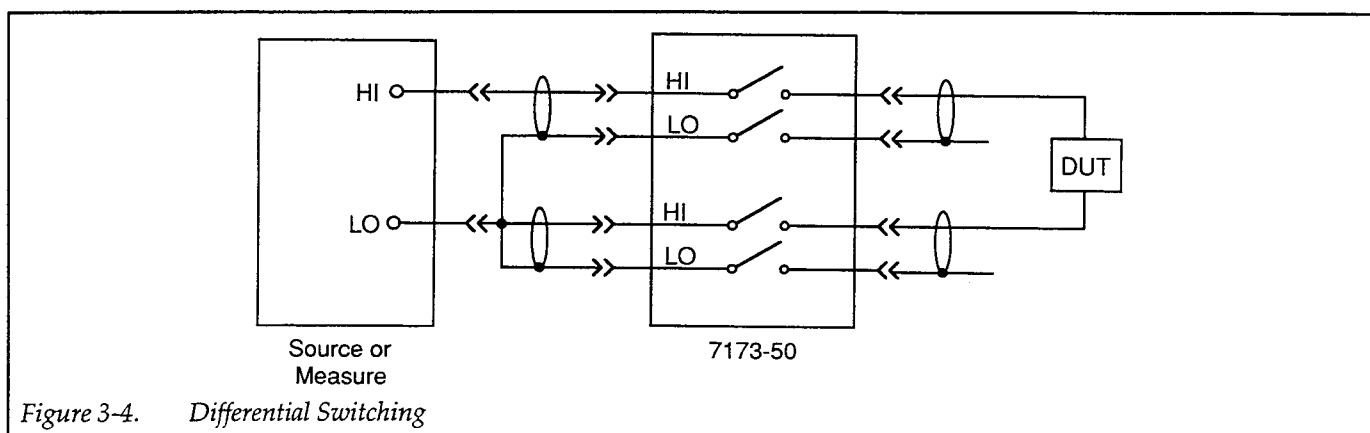 HI
HI
LO
DUT
LO
HI
LO
Source or
Measure
7173-50
Figure 3-4. Differential Switching